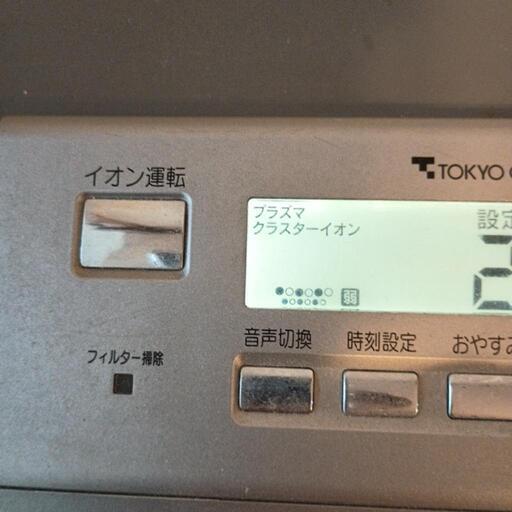 イオン運転
TOKYO
プラズマ
クラスターイオン
設定
2
弱
音声切換
時刻設定
おやすみ
フィルター掃除